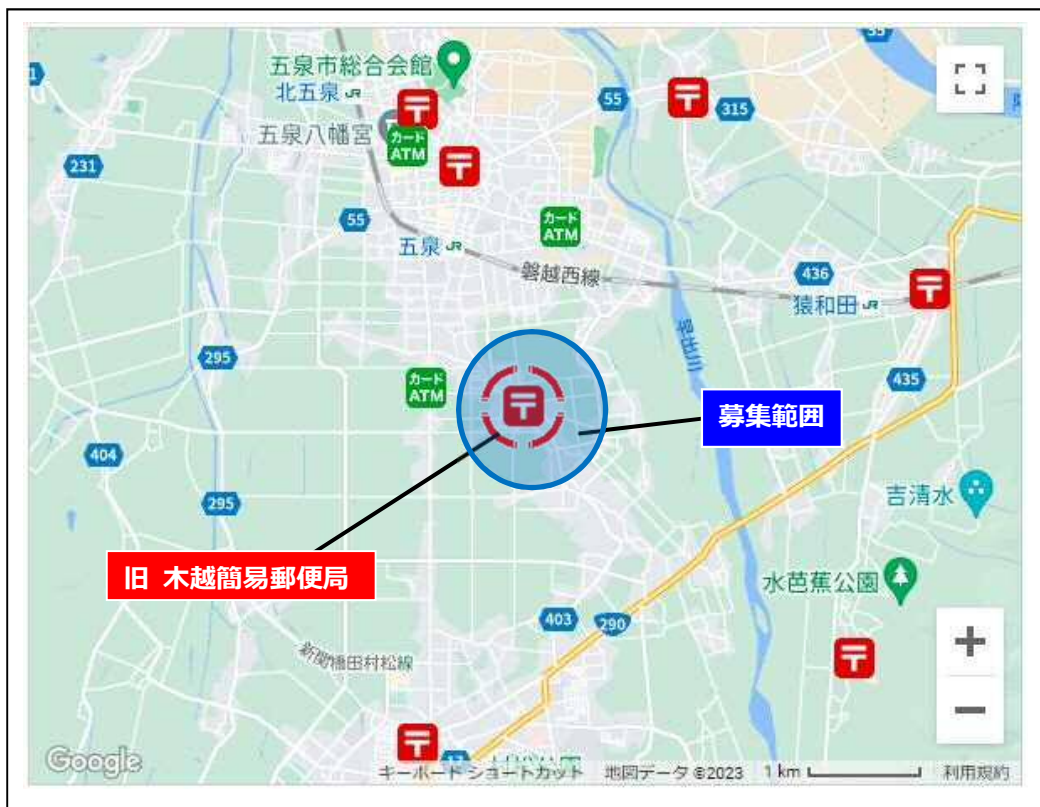 55
五泉市総合会館
北五泉 JR
五泉八幡宮
カード
ATM
〒
〒
〒
55
315
231
55
カード
ATM
五泉 JR
磐越西線
436
猿和田 JR
〒
早出川
295
カード
ATM
〒
435
募集範囲
404
295
吉清水
旧 木越簡易郵便局
水芭蕉公園
403
290
新関橋田村松線
〒
〒
Google
キーボード ショートカット
地図データ ©2023
1 km
利用規約